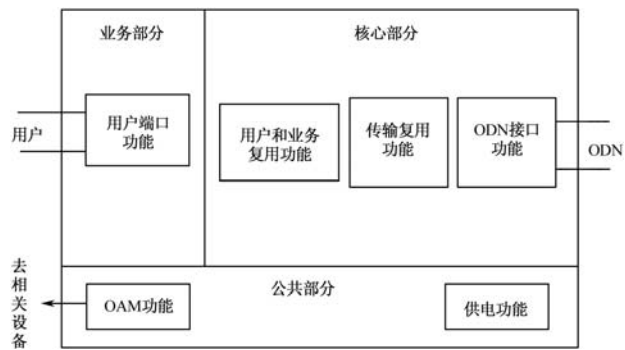 业务部分
核心部分
用户
用户端口
功能
用户和业务
复用功能
传输复用
功能
ODN接口
功能
ODN
去相关设备
OAM功能
公共部分
供电功能